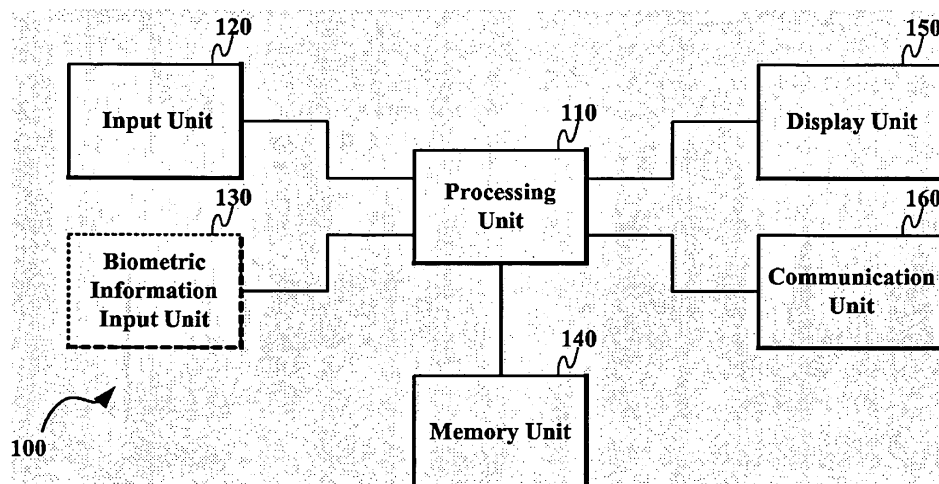 120
150
Input Unit
110
Display Unit
Processing
Unit
130
160
Biometric
Information
Input Unit
Communication
Unit
140
Memory Unit
100